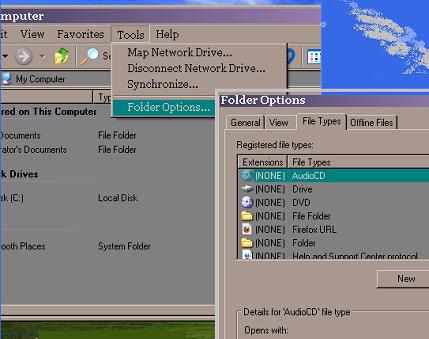 omputer
it View Favorites Tools Help
Se
Map Network Drive...
Disconnect Network Drive...
Synchronize...
Folder Options...
My Computer
Typ
red on This Computer
Documents File Folder
rator's Documents File Folder
k Drives
sk (C:) Local Disk
ooth Places System Folder
Folder Options
General View File Types Offline Files
Registered file types:
Extensions File Types
(NONE) AudioCD
(NONE) Drive
(NONE) DVD
(NONE) File Folder
(NONE) Firefox URL
(NONE) Folder
(NONE) Help and Support Center protocol
New
Details for 'AudioCD' file type
Opens with: